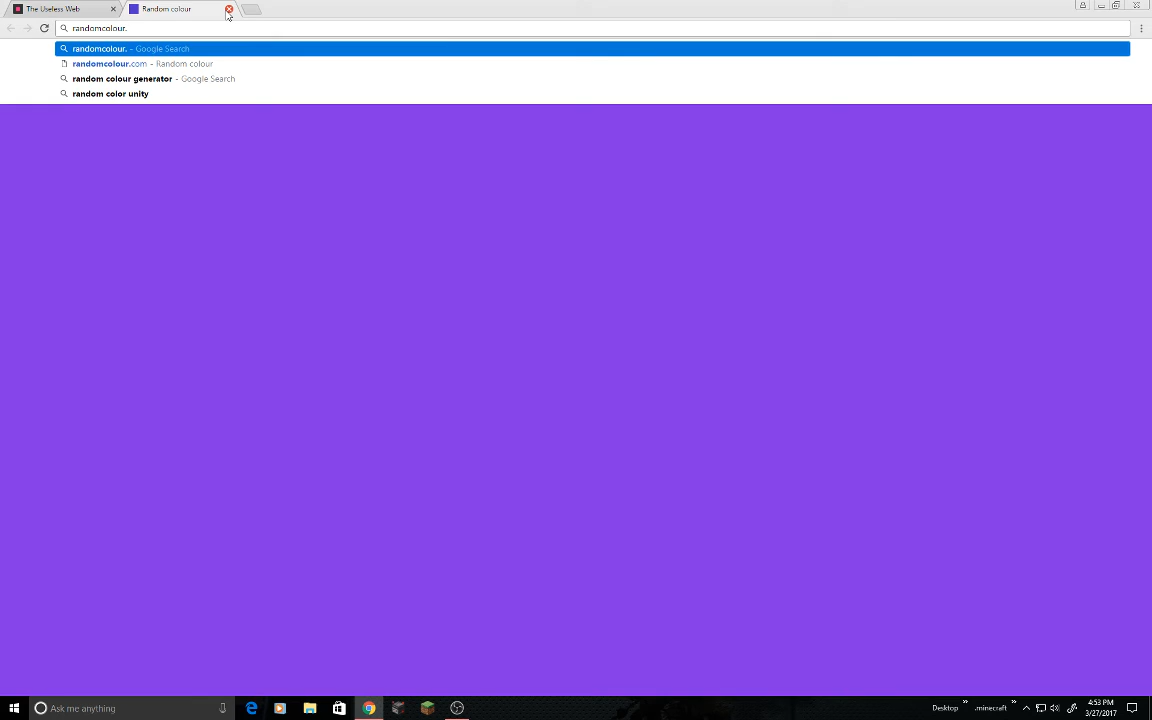 The Useless Web
Random colour
randomcolour.
randomcolour. - Google Search
randomcolour.com - Random colour
random colour generator - Google Search
random color unity
Ask me anything
Desktop
.minecraft
4:53 PM
3/27/2017